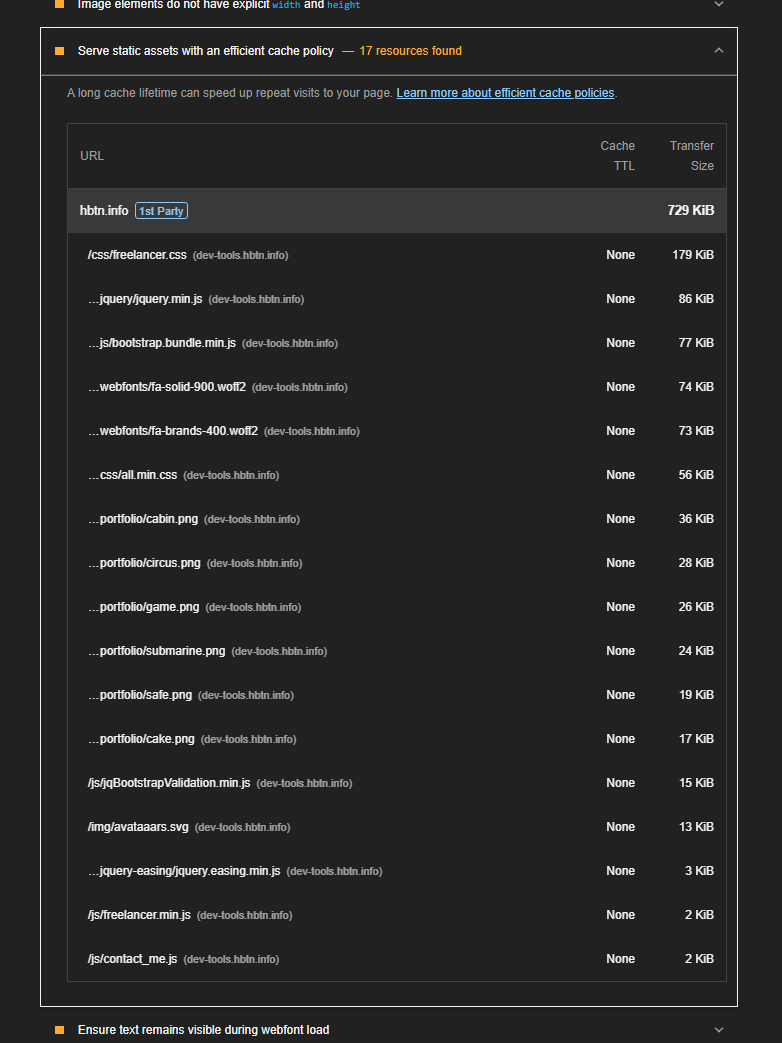 Image elements do not have explicit width and height
Serve static assets with an efficient cache policy — 17 resources found
A long cache lifetime can speed up repeat visits to your page. Learn more about efficient cache policies.
URL Cache TTL Transfer Size
hbtn.info 1st Party 729 KiB
/css/freelancer.css (dev-tools.hbtn.info) None 179 KiB
…jquery/jquery.min.js (dev-tools.hbtn.info) None 86 KiB
…js/bootstrap.bundle.min.js (dev-tools.hbtn.info) None 77 KiB
…webfonts/fa-solid-900.woff2 (dev-tools.hbtn.info) None 74 KiB
…webfonts/fa-brands-400.woff2 (dev-tools.hbtn.info) None 73 KiB
…css/all.min.css (dev-tools.hbtn.info) None 56 KiB
…portfolio/cabin.png (dev-tools.hbtn.info) None 36 KiB
…portfolio/circus.png (dev-tools.hbtn.info) None 28 KiB
…portfolio/game.png (dev-tools.hbtn.info) None 26 KiB
…portfolio/submarine.png (dev-tools.hbtn.info) None 24 KiB
…portfolio/safe.png (dev-tools.hbtn.info) None 19 KiB
…portfolio/cake.png (dev-tools.hbtn.info) None 17 KiB
/js/jqBootstrapValidation.min.js (dev-tools.hbtn.info) None 15 KiB
/img/avataaars.svg (dev-tools.hbtn.info) None 13 KiB
…jquery-easing/jquery.easing.min.js (dev-tools.hbtn.info) None 3 KiB
/js/freelancer.min.js (dev-tools.hbtn.info) None 2 KiB
/js/contact_me.js (dev-tools.hbtn.info) None 2 KiB
Ensure text remains visible during webfont load